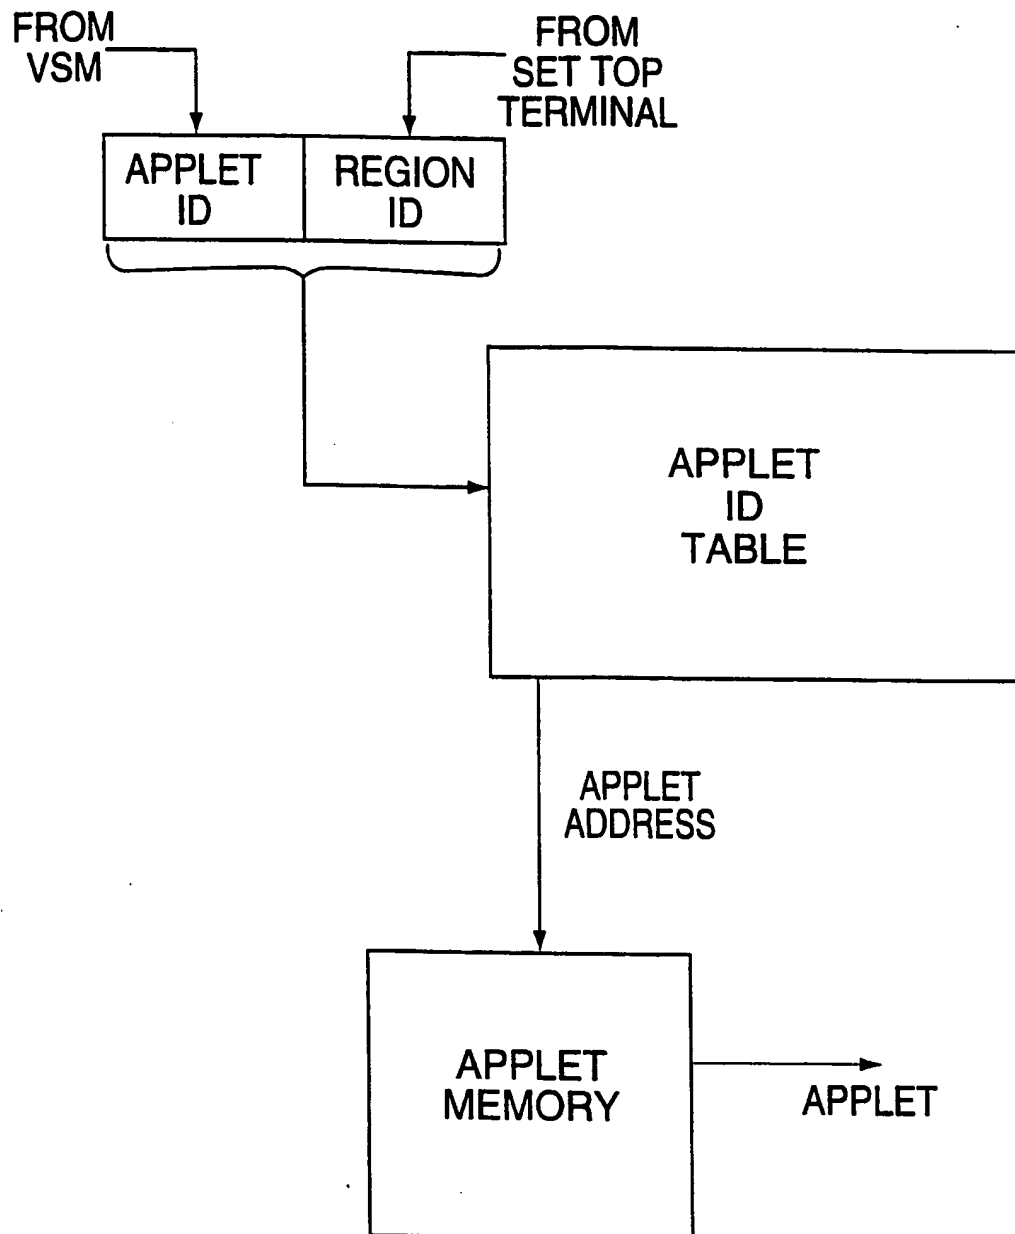 FROM
VSM
FROM
SET TOP
TERMINAL
APPLET
ID
REGION
ID
APPLET
ID
TABLE
APPLET
ADDRESS
APPLET
MEMORY
APPLET